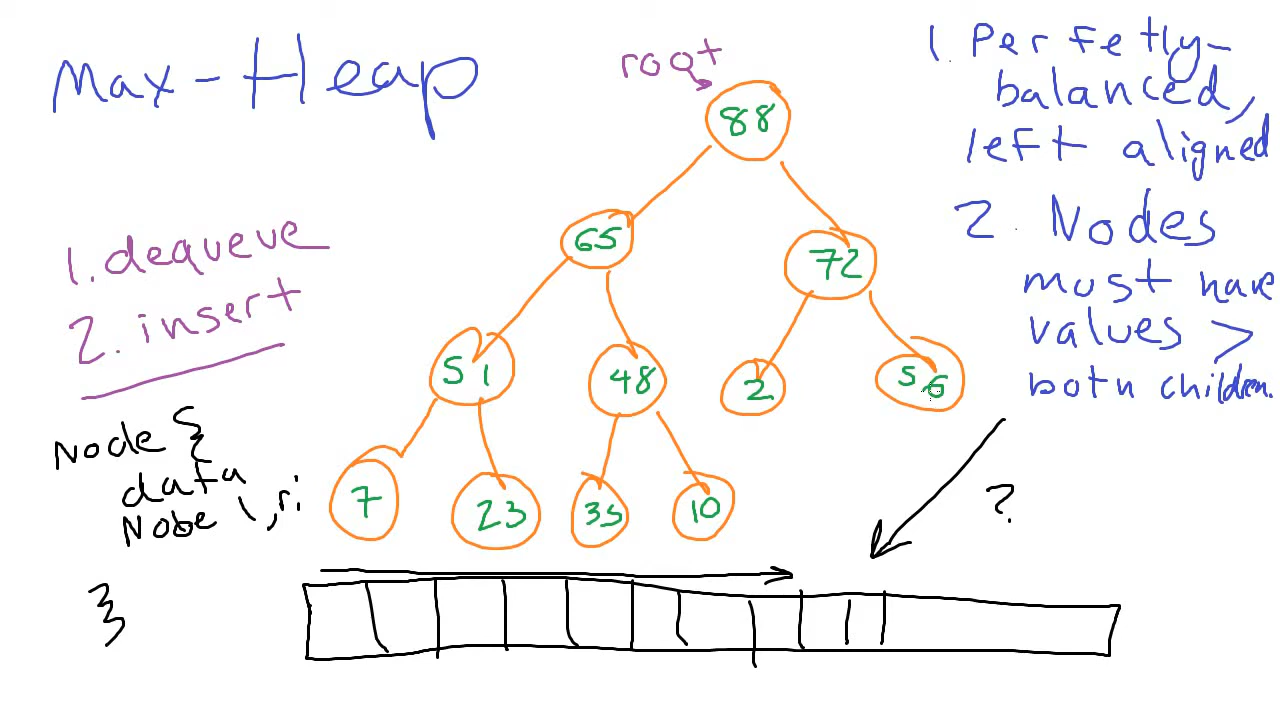 Max-Heap
root
1. Perfetly-
balanced,
left aligned
2. Nodes
must have
values >
both children.
1. dequeue
2. insert
Node {
data
Node l, r;
}
88
65
72
51
48
2
56
7
23
35
10
?